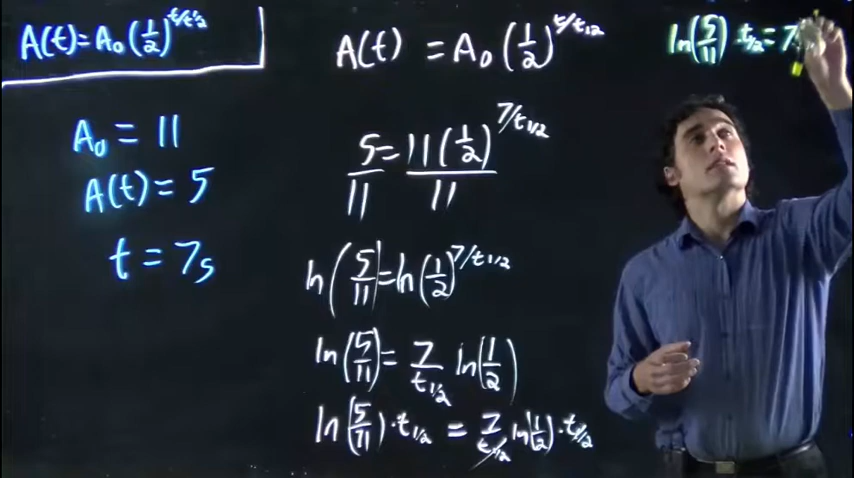 A(t)=A₀(1/2)^(t/t½)
A₀ = 11
A(t) = 5
t = 7s
A(t) = A₀(1/2)^(t/t1/2)
5/11 = 11(1/2)^(7/t1/2)/11
ln(5/11) = ln(1/2)^(7/t1/2)
ln(5/11) = 7/t1/2 ln(1/2)
ln(5/11)·t1/2 = 7/t1/2 ln(1/2)·t1/2
ln(5/11) t1/2 = 7